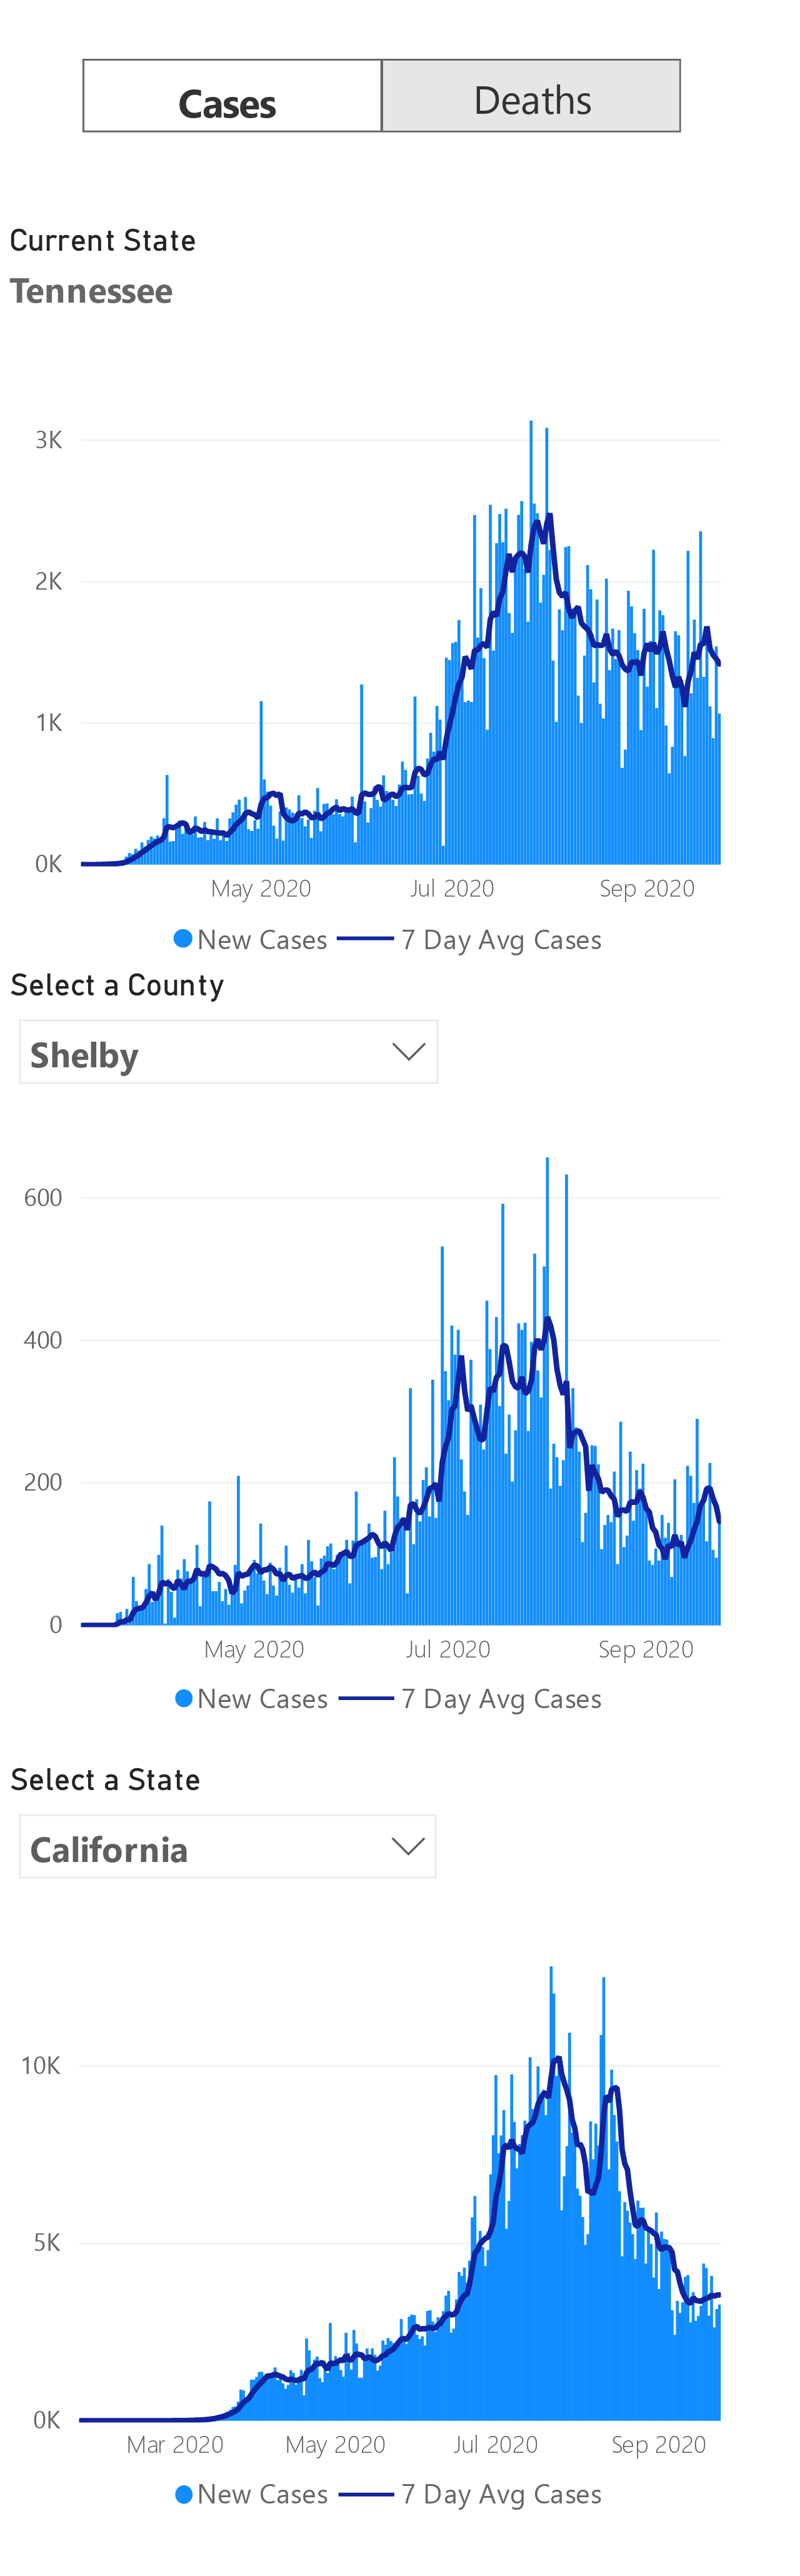 Cases Deaths
Current State
Tennessee
3K
2K
1K
0K
May 2020 Jul 2020 Sep 2020
New Cases 7 Day Avg Cases
Select a County
Shelby
600
400
200
0
May 2020 Jul 2020 Sep 2020
New Cases 7 Day Avg Cases
Select a State
California
10K
5K
0K
Mar 2020 May 2020 Jul 2020 Sep 2020
New Cases 7 Day Avg Cases